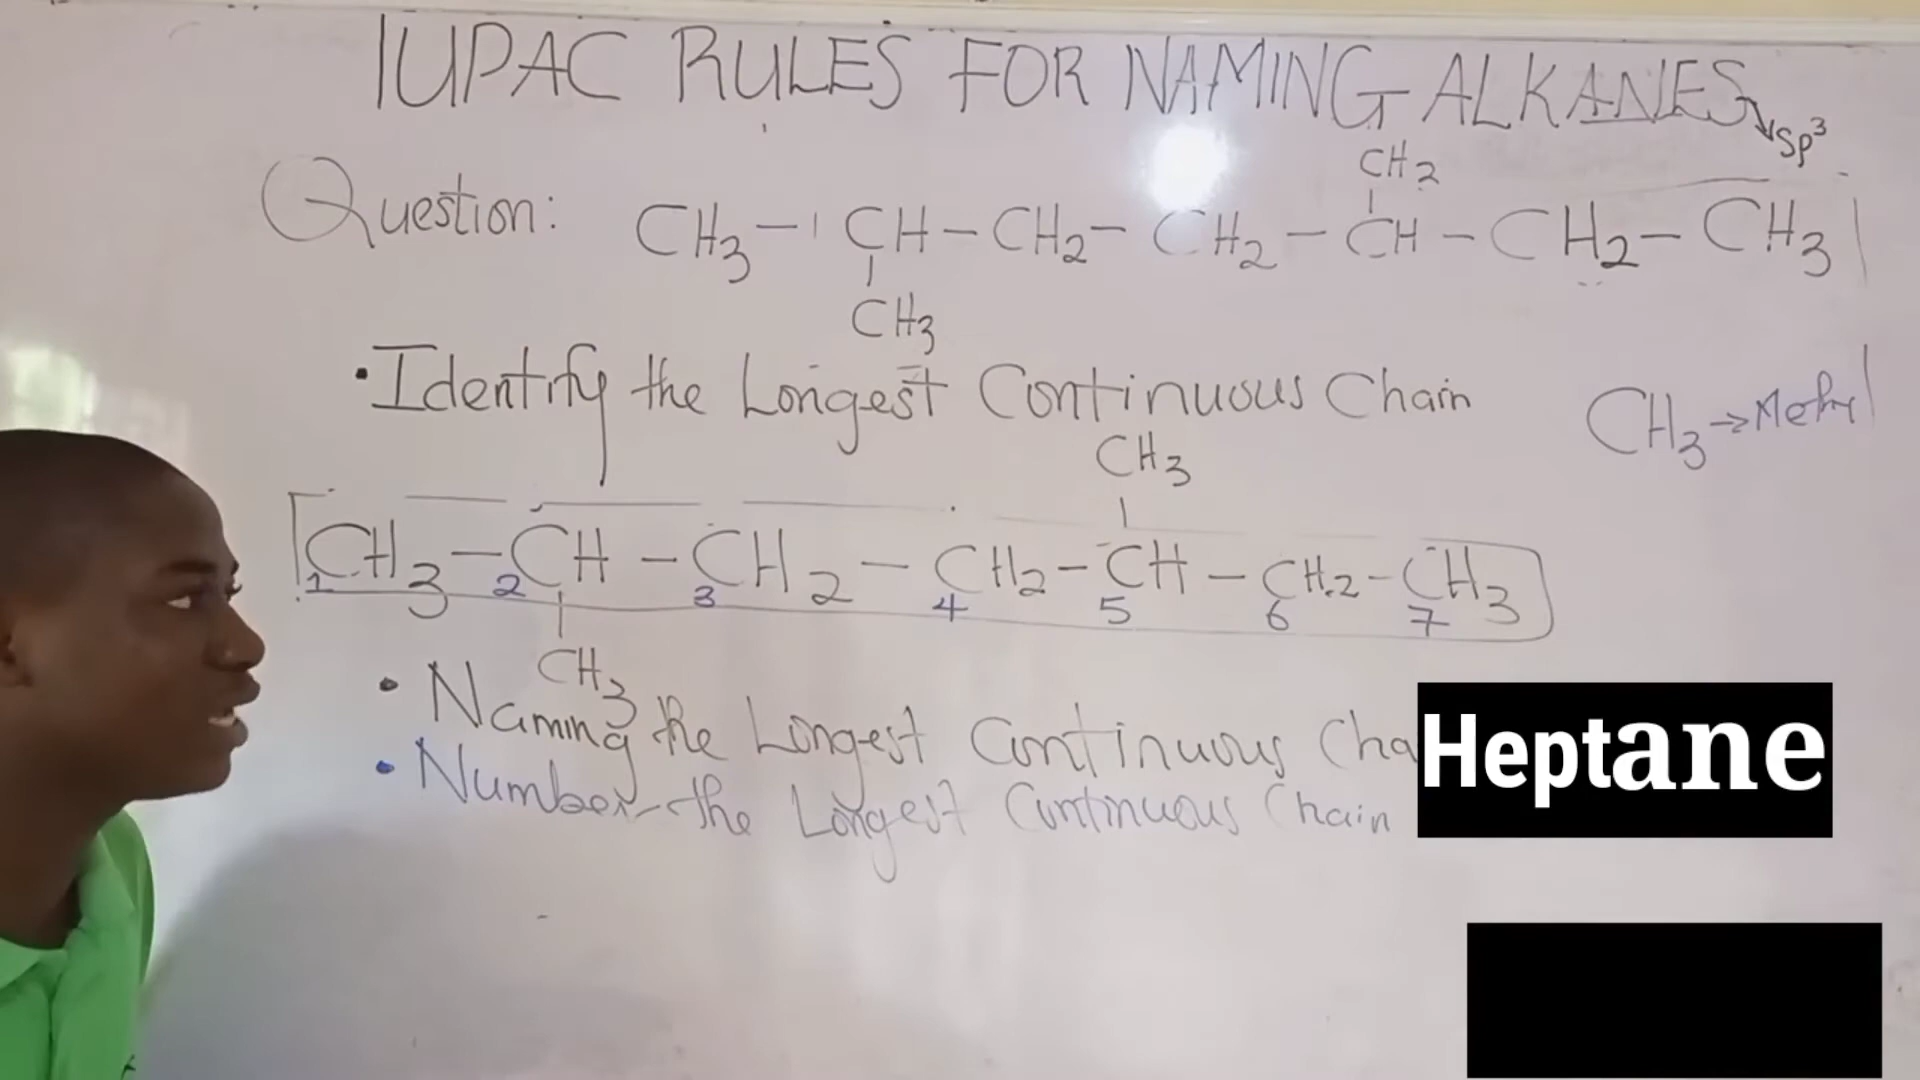 IUPAC RULES FOR NAMING ALKANES
Sp³
CH₂
Question: CH₃ - CH - CH₂ - CH₂ - CH - CH₂ - CH₃
CH₃
• Identify the Longest Continuous Chain
CH₃ → Methyl
CH₃
CH₃ - CH - CH₂ - CH₂ - CH - CH₂ - CH₃
1 2 3 4 5 6 7
CH₃
• Naming the Longest Continuous Cha
Heptane
• Number the Longest Continuous Chain